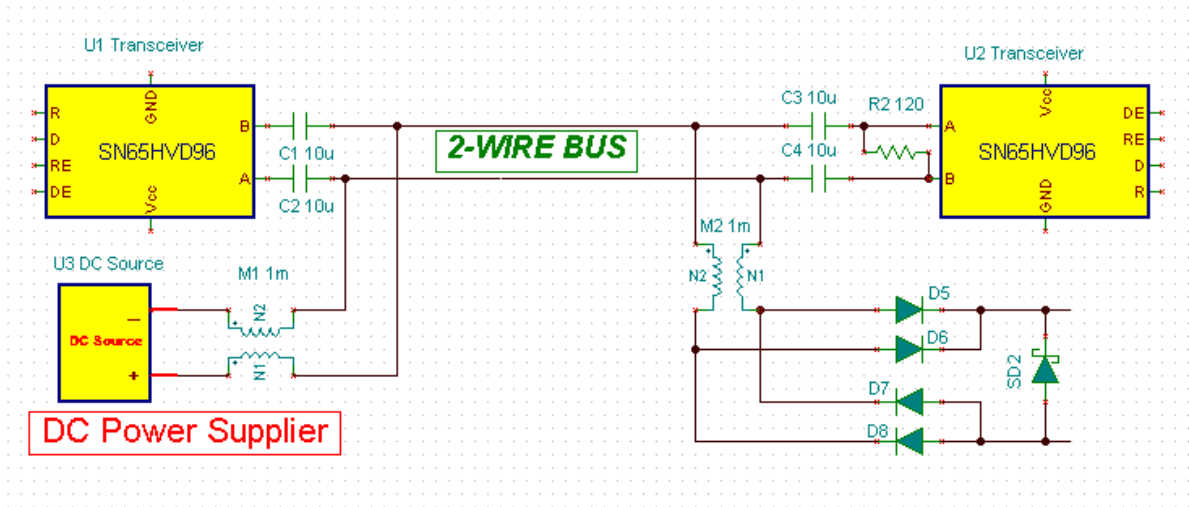 U1 Transceiver
GND
R
D
RE
DE
SN65HVD96
B
A
Vcc
C1 10u
C2 10u
2-WIRE BUS
C3 10u
C4 10u
R2 120
U2 Transceiver
Vcc
A
B
SN65HVD96
DE
RE
D
R
GND
U3 DC Source
DC Source
–
+
M1 1m
N2
N1
DC Power Supplier
M2 1m
N2
N1
D5
D6
D7
D8
SD2